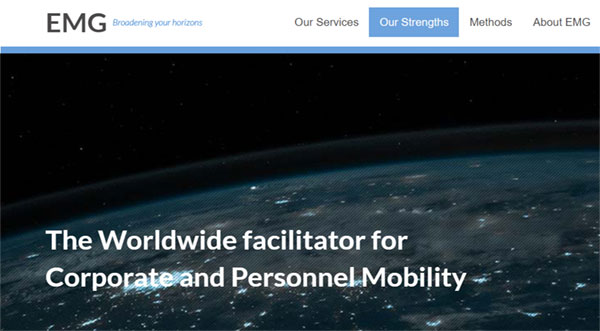 EMG Broadening your horizons
Our Services Our Strengths Methods About EMG
The Worldwide facilitator for
Corporate and Personnel Mobility